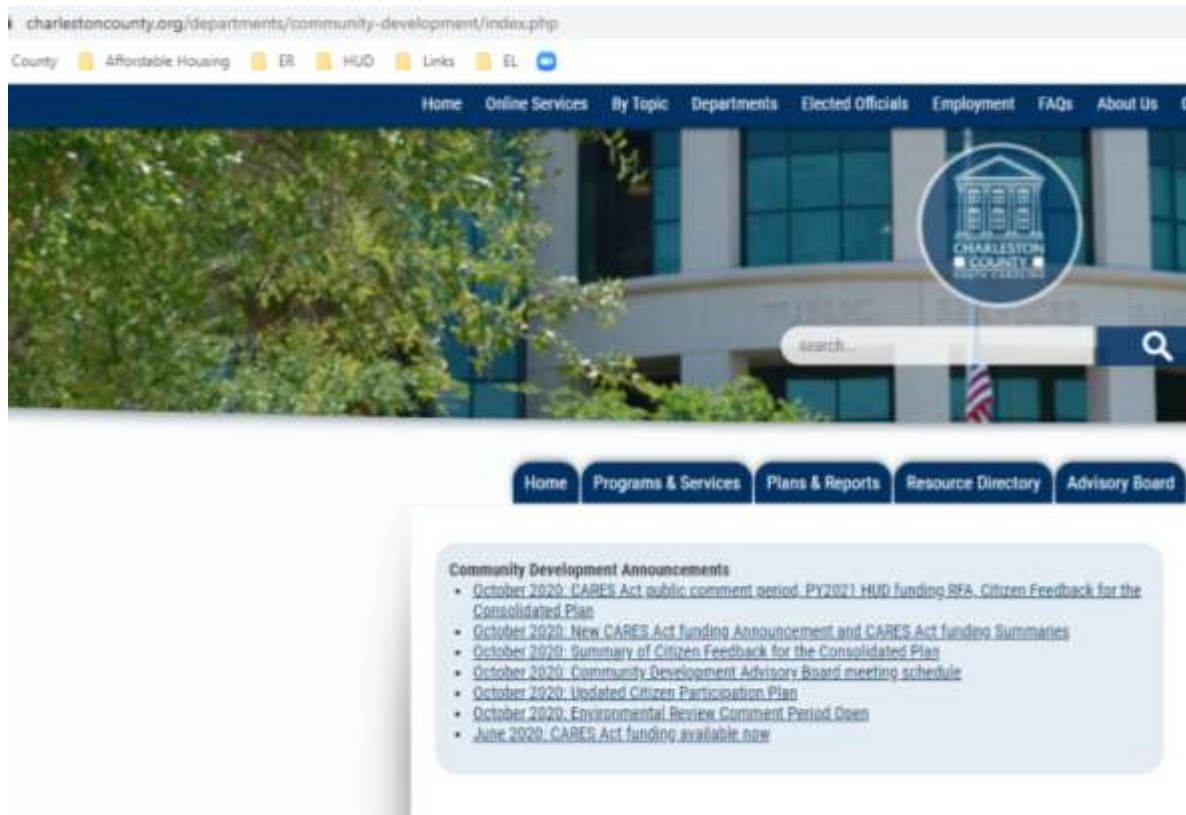 charlestoncounty.org/departments/community-development/index.php
County Affordable Housing ER HUD Links EL
Home Online Services By Topic Departments Elected Officials Employment FAQs About Us
CHARLESTON
COUNTY
SOUTH CAROLINA
PUBLIC SERVICES
search...
Home Programs & Services Plans & Reports Resource Directory Advisory Board
Community Development Announcements
• October 2020: CARES Act public comment period, PY2021 HUD funding RFA, Citizen Feedback for the
Consolidated Plan
• October 2020: New CARES Act funding Announcement and CARES Act funding Summaries
• October 2020: Summary of Citizen Feedback for the Consolidated Plan
• October 2020: Community Development Advisory Board meeting schedule
• October 2020: Updated Citizen Participation Plan
• October 2020: Environmental Review Comment Period Open
• June 2020: CARES Act funding available now